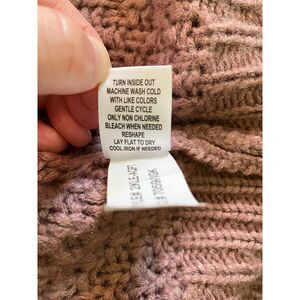 TURN INSIDE OUT
MACHINE WASH COLD
WITH LIKE COLORS
GENTLE CYCLE
ONLY NON CHLORINE
BLEACH WHEN NEEDED
RESHAPE
LAY FLAT TO DRY
COOL IRON IF NEEDED